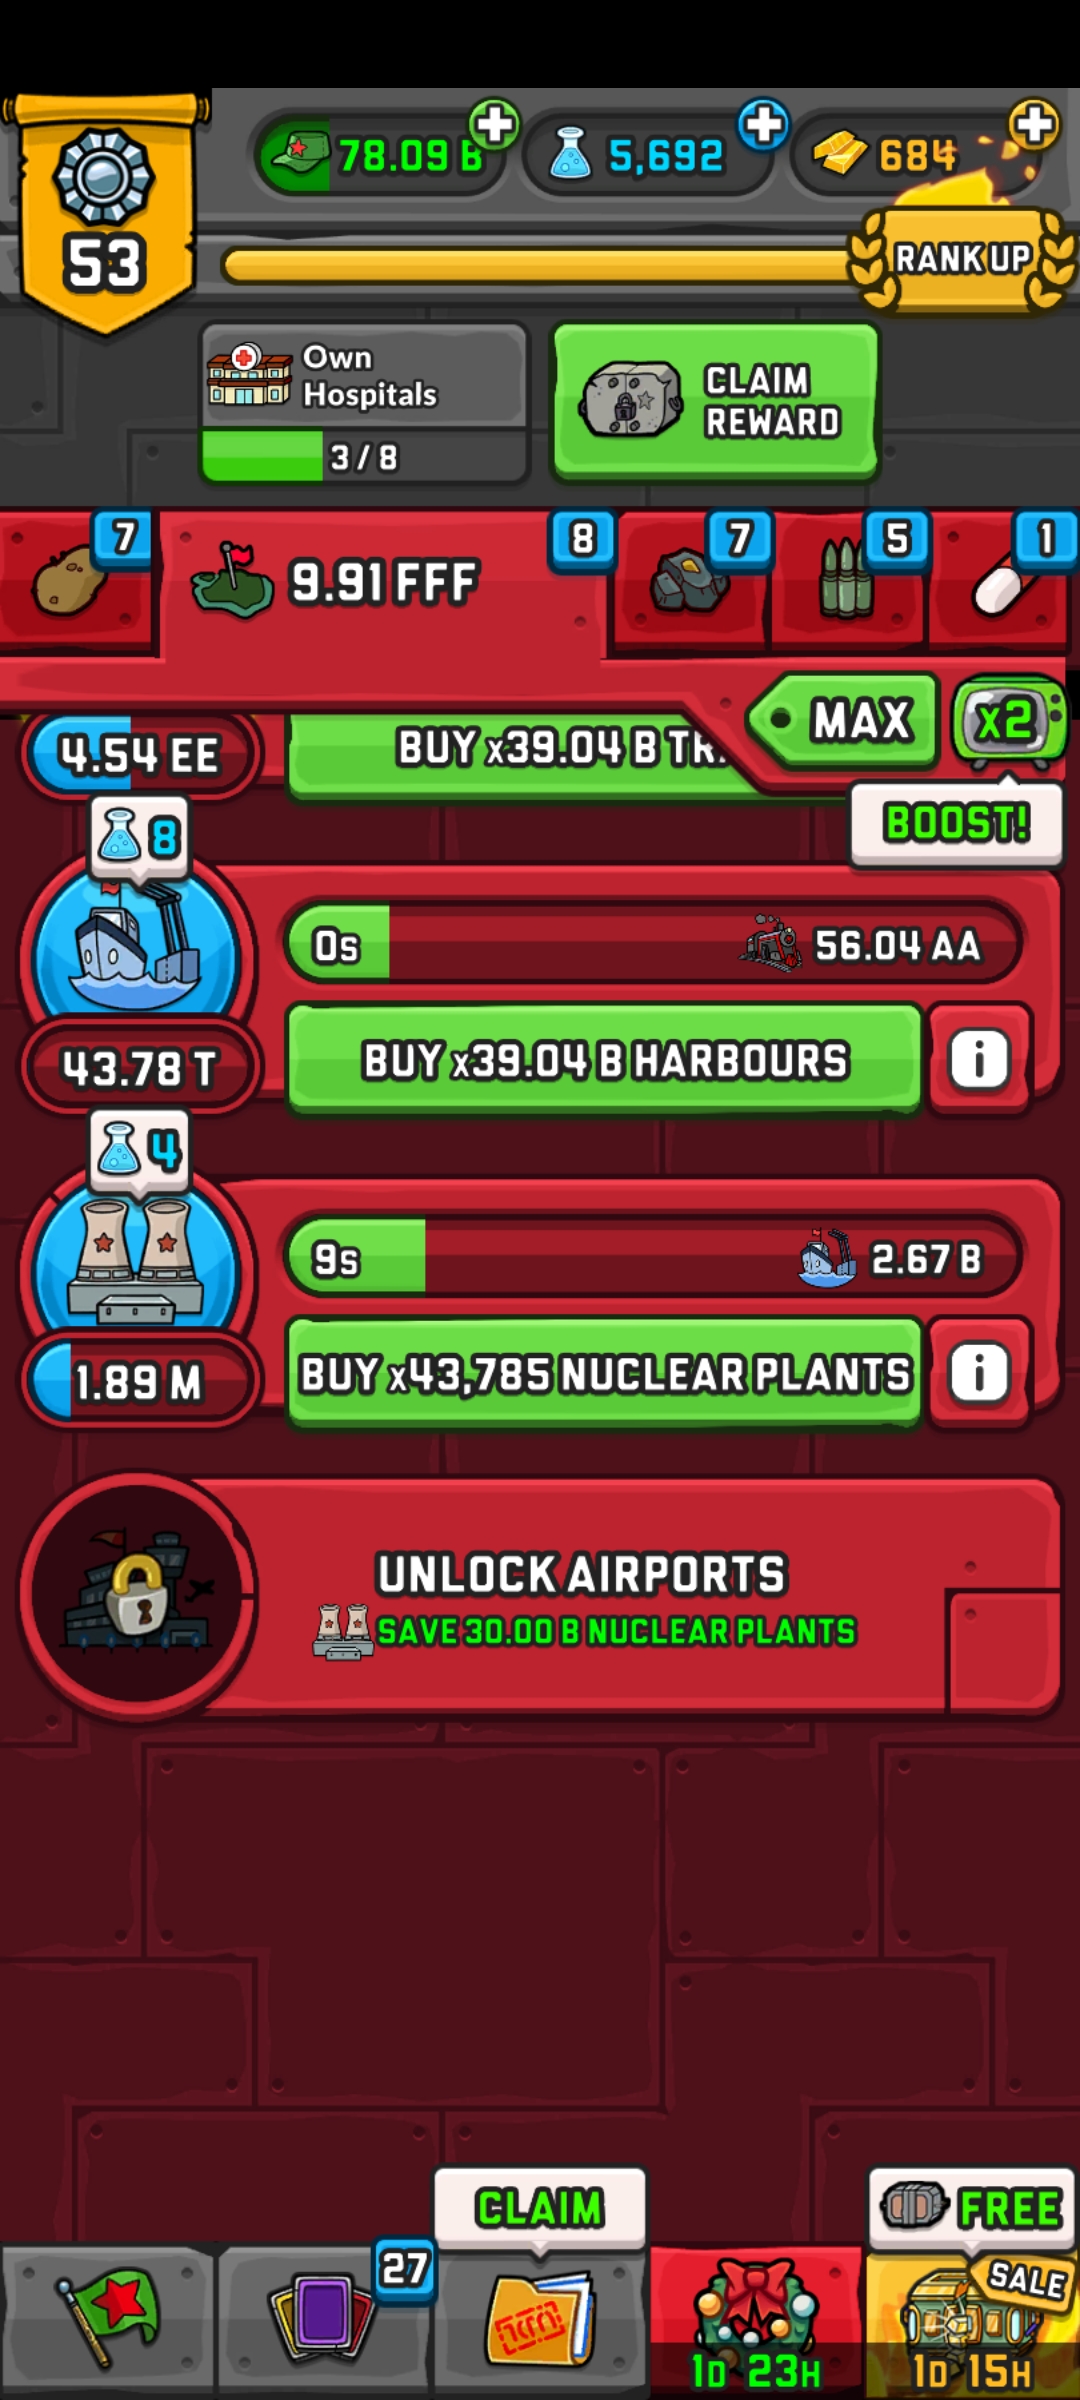 78.09 B
5,692
684
53
RANK UP
Own
Hospitals
3 / 8
CLAIM
REWARD
7
9.91 FFF
8
7
5
1
MAX
x2
4.54 EE
BUY x39.04 B
BOOST!
8
0s
56.04 AA
43.78 T
BUY x39.04 B HARBOURS
i
4
9s
2.67 B
1.89 M
BUY x43,785 NUCLEAR PLANTS
i
UNLOCK AIRPORTS
SAVE 30.00 B NUCLEAR PLANTS
CLAIM
FREE
27
SALE
1D 23H
1D 15H